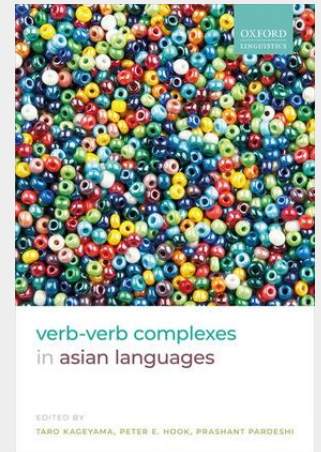 OXFORD
LINGUISTICS
verb-verb complexes
in asian languages
EDITED BY
TARO KAGEYAMA, PETER E. HOOK, PRASHANT PARDESHI